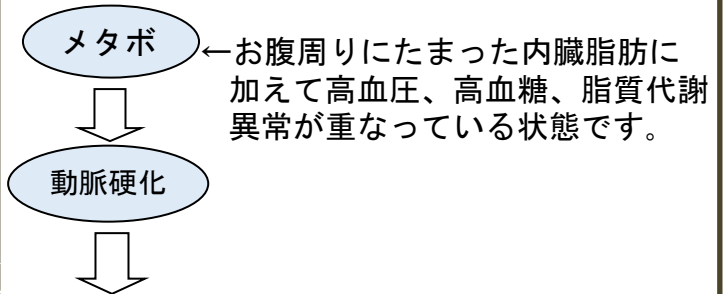 メタボ
←お腹周りにたまった内臓脂肪に
加えて高血圧、高血糖、脂質代謝
異常が重なっている状態です。
動脈硬化